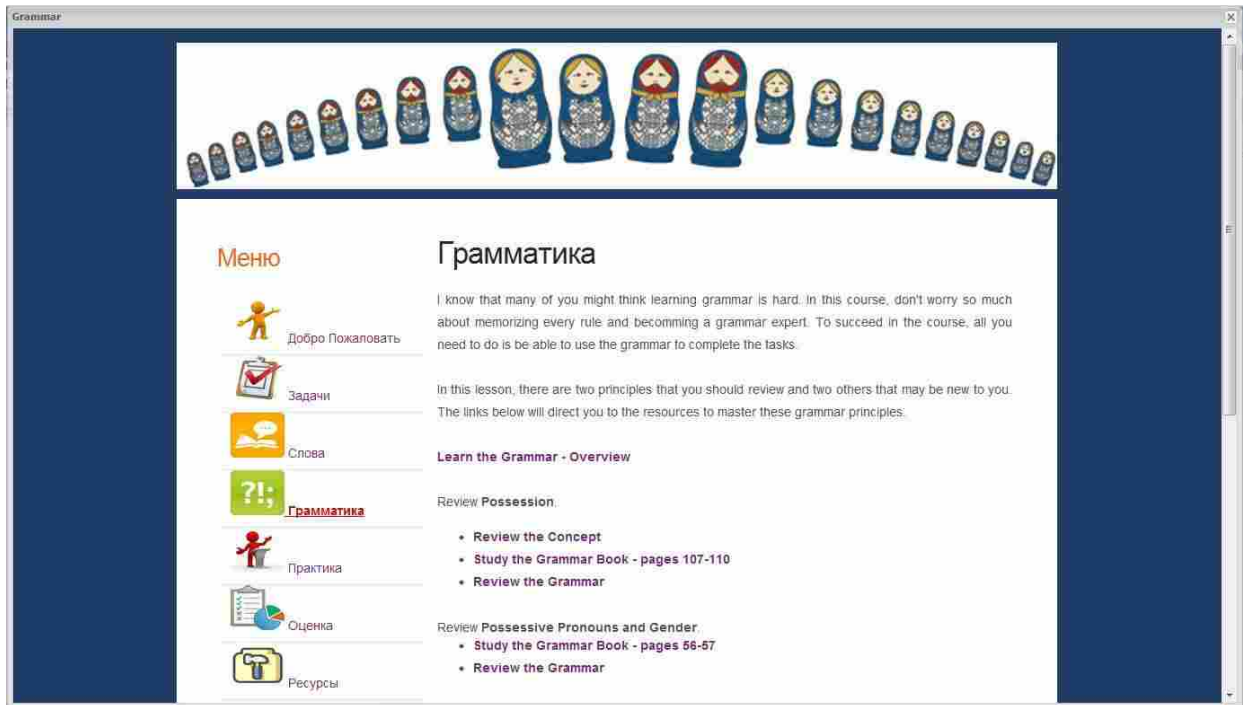 Grammar
Меню
Добро Пожаловать
Задачи
Слова
?!;
Грамматика
Практика
Оценка
Ресурсы
Грамматика
I know that many of you might think learning grammar is hard. In this course, don't worry so much
about memorizing every rule and becomming a grammar expert. To succeed in the course, all you
need to do is be able to use the grammar to complete the tasks.
In this lesson, there are two principles that you should review and two others that may be new to you.
The links below will direct you to the resources to master these grammar principles.
Learn the Grammar - Overview
Review Possession.
• Review the Concept
• Study the Grammar Book - pages 107-110
• Review the Grammar
Review Possessive Pronouns and Gender.
• Study the Grammar Book - pages 56-57
• Review the Grammar